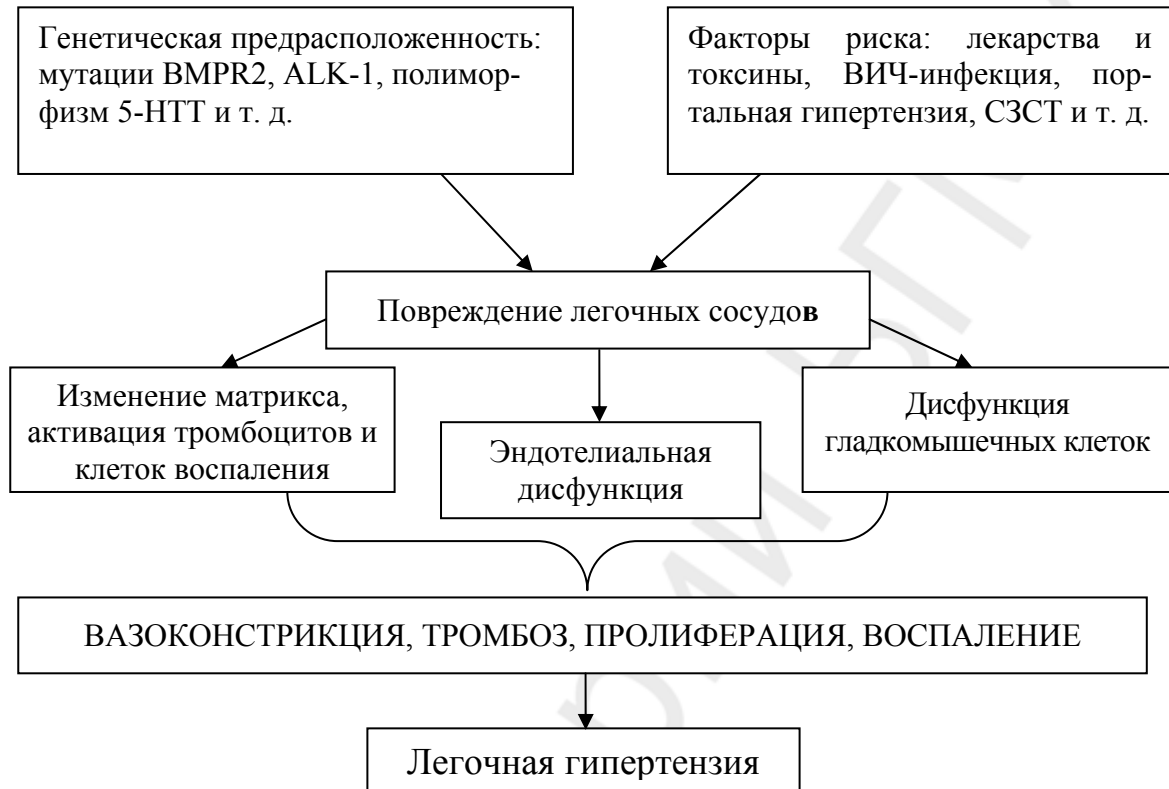 Генетическая предрасположенность:
мутации BMPR2, ALK-1, полимор-
физм 5-НТТ и т. д.
Факторы риска: лекарства и
токсины, ВИЧ-инфекция, пор-
тальная гипертензия, СЗСТ и т. д.
Повреждение легочных сосудов
Изменение матрикса,
активация тромбоцитов и
клеток воспаления
Эндотелиальная
дисфункция
Дисфункция
гладкомышечных клеток
ВАЗОКОНСТРИКЦИЯ, ТРОМБОЗ, ПРОЛИФЕРАЦИЯ, ВОСПАЛЕНИЕ
Легочная гипертензия